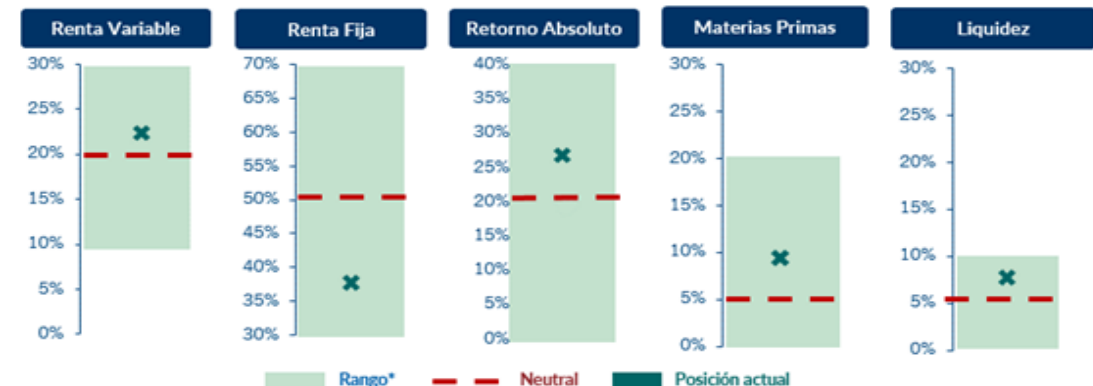 Renta Variable Renta Fija Retorno Absoluto Materias Primas Liquidez
30% 70% 40% 30% 30%
25% 65% 35% 25% 25%
20% 60% 30% 20% 20%
15% 55% 25% 15% 15%
10% 50% 20% 10% 10%
5% 45% 15% 5% 5%
0% 40% 10% 0% 0%
35% 5%
30% 0%
Rango* Neutral Posición actual